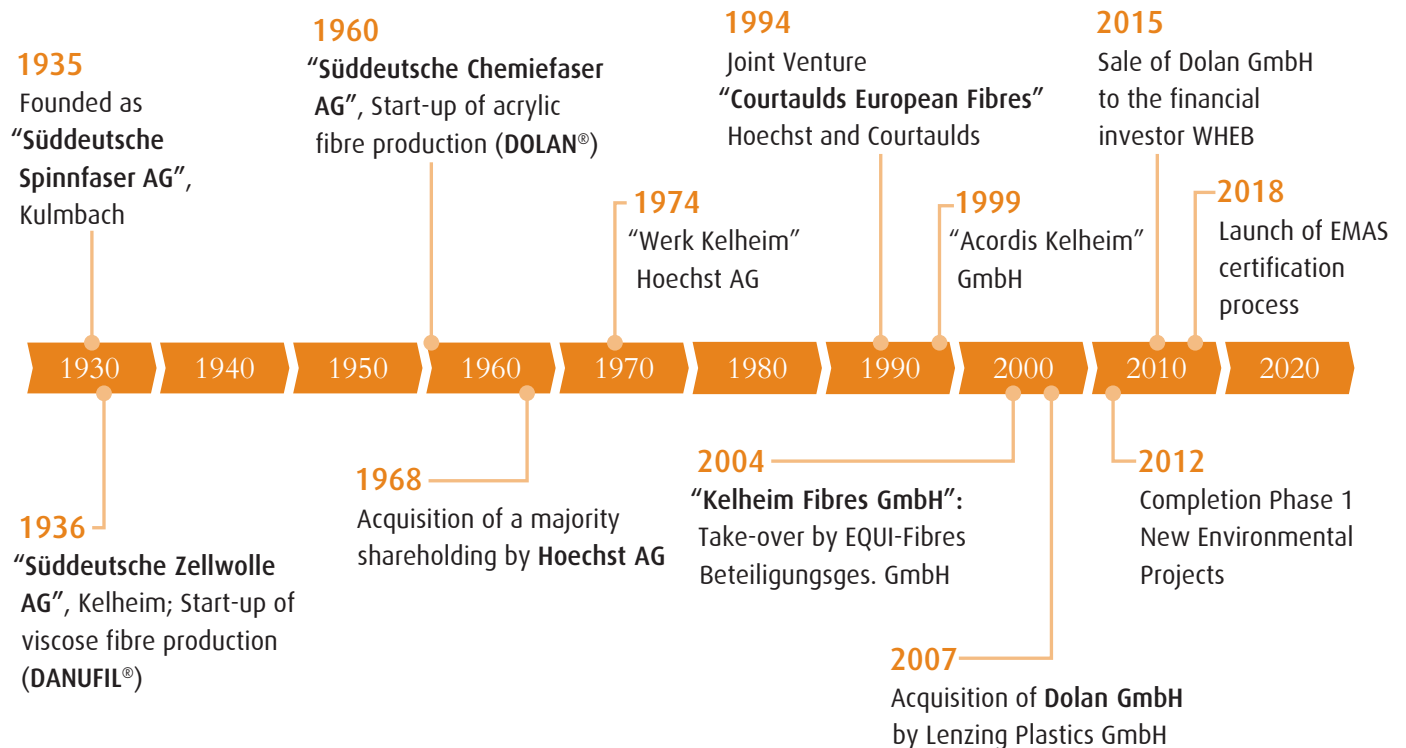 1935
Founded as
“Süddeutsche
Spinnfaser AG”,
Kulmbach
1960
“Süddeutsche Chemiefaser
AG”, Start-up of acrylic
fibre production (DOLAN®)
1974
“Werk Kelheim”
Hoechst AG
1994
Joint Venture
“Courtaulds European Fibres”
Hoechst and Courtaulds
1999
“Acordis Kelheim”
GmbH
2015
Sale of Dolan GmbH
to the financial
investor WHEB
2018
Launch of EMAS
certification
process
1930 1940 1950 1960 1970 1980 1990 2000 2010 2020
1936
“Süddeutsche Zellwolle
AG”, Kelheim; Start-up of
viscose fibre production
(DANUFIL®)
1968
Acquisition of a majority
shareholding by Hoechst AG
2004
“Kelheim Fibres GmbH”:
Take-over by EQUI-Fibres
Beteiligungsges. GmbH
2007
Acquisition of Dolan GmbH
by Lenzing Plastics GmbH
2012
Completion Phase 1
New Environmental
Projects